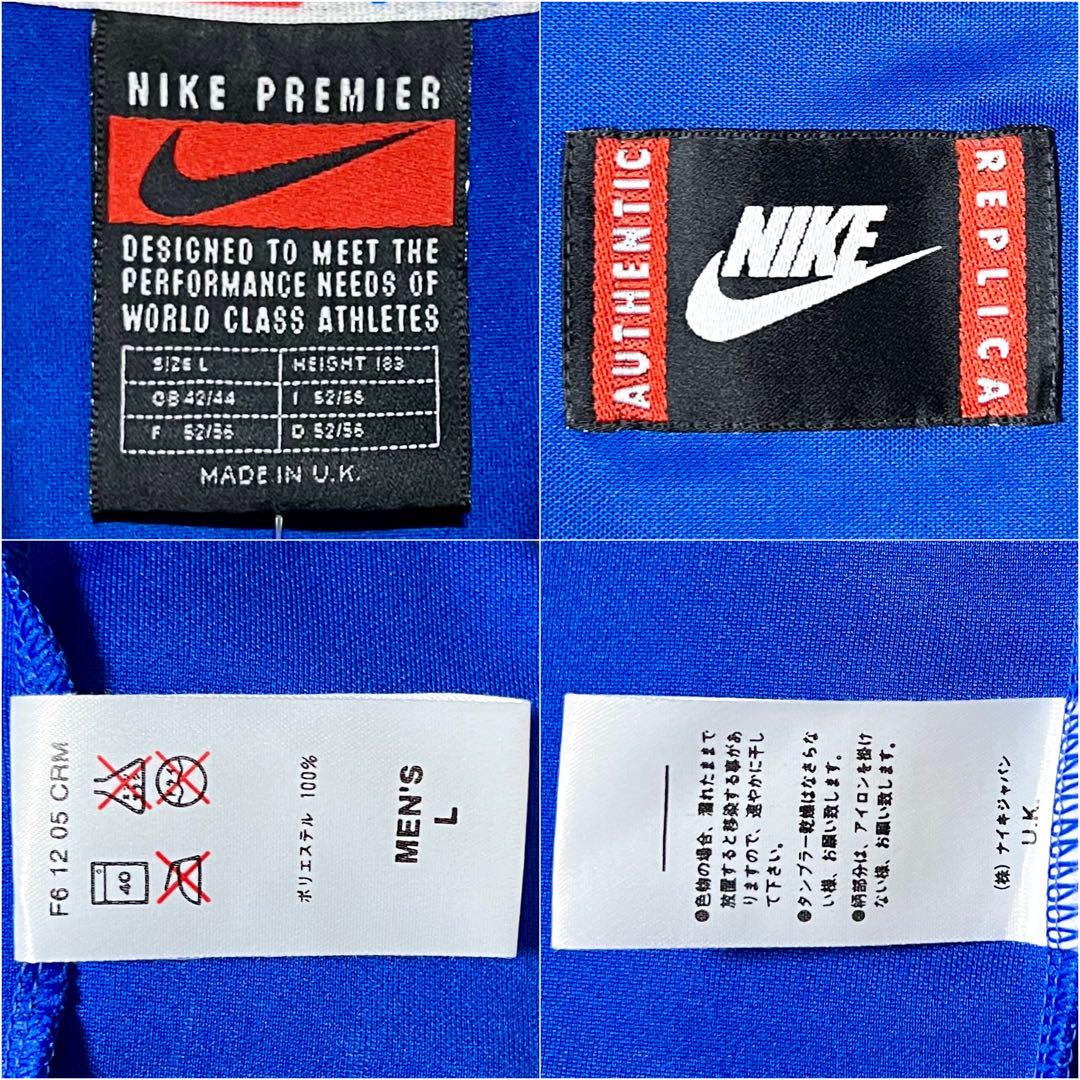 NIKE PREMIER
DESIGNED TO MEET THE
PERFORMANCE NEEDS OF
WORLD CLASS ATHLETES
SIZE L HEIGHT 183
GB 42/44 I 52/56
F 52/56 D 52/56
MADE IN U.K.
AUTHENTIC
NIKE
REPLICA
F6 12 05 CRM
40
ポリエステル 100%
MEN'S
L
●色物の場合、濡れたままで
放置すると移染する事があ
りますので、速やかに干し
て下さい。
●タンブラー乾燥はなさらな
い様、お願い致します。
●柄部分は、アイロンを掛け
ない様、お願い致します。
(株) ナイキジャパン
U.K.